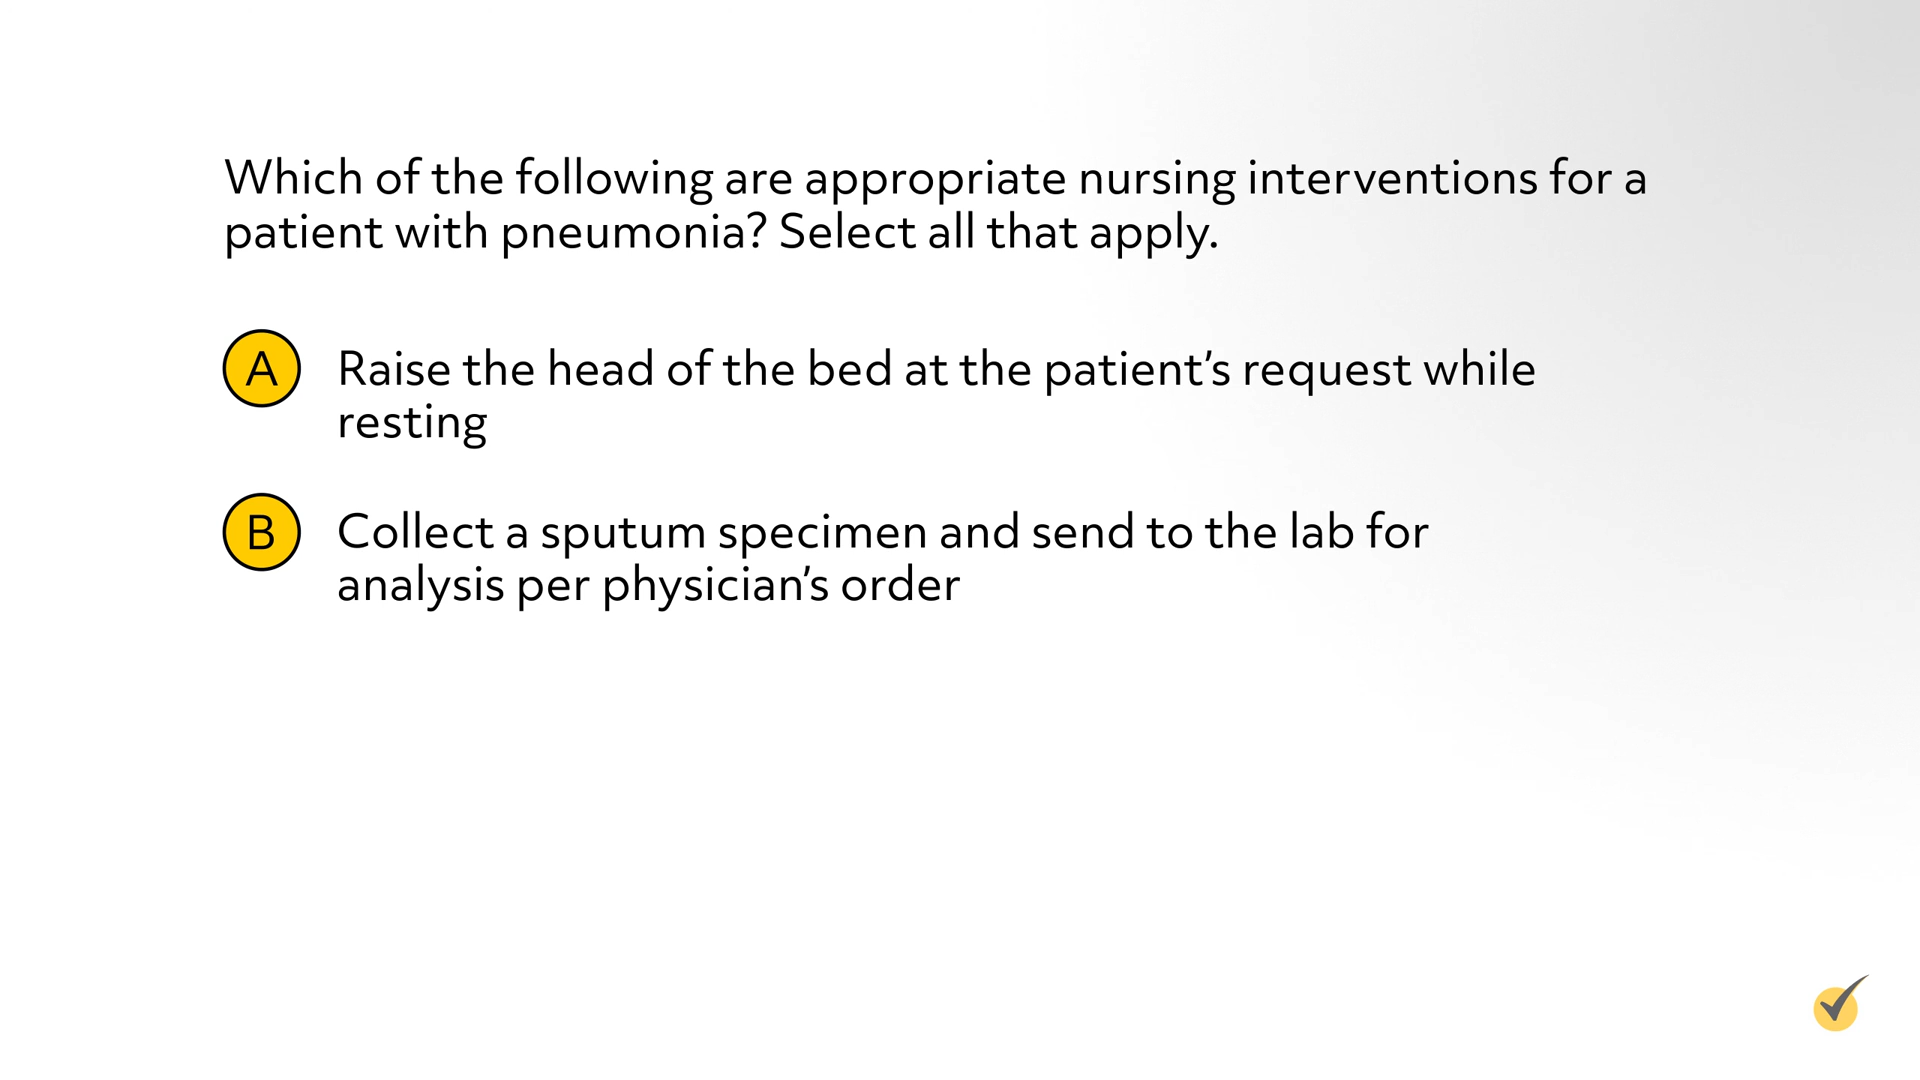 Which of the following are appropriate nursing interventions for a
patient with pneumonia? Select all that apply.
A Raise the head of the bed at the patient’s request while
resting
B Collect a sputum specimen and send to the lab for
analysis per physician’s order